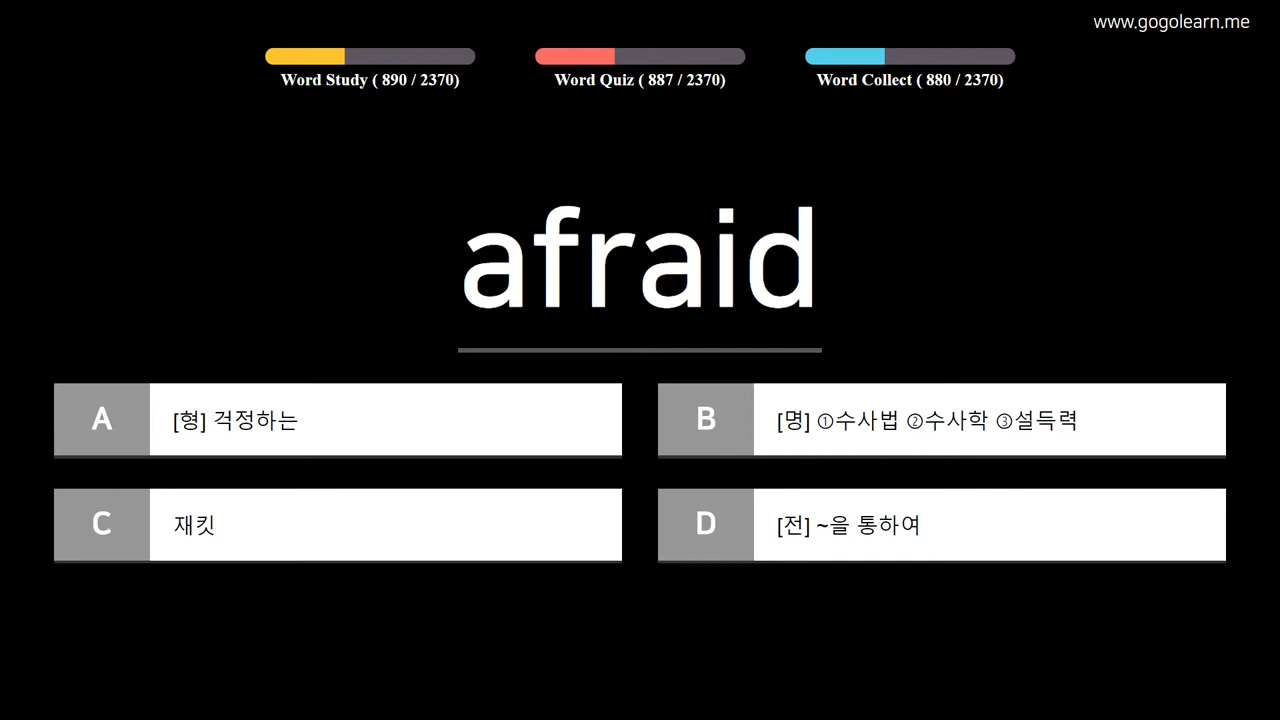 www.gogolearn.me
Word Study ( 890 / 2370)
Word Quiz ( 887 / 2370)
Word Collect ( 880 / 2370)
afraid
A [형] 걱정하는
B [명] ①수사법 ②수사학 ③설득력
C 재킷
D [전] ~을 통하여